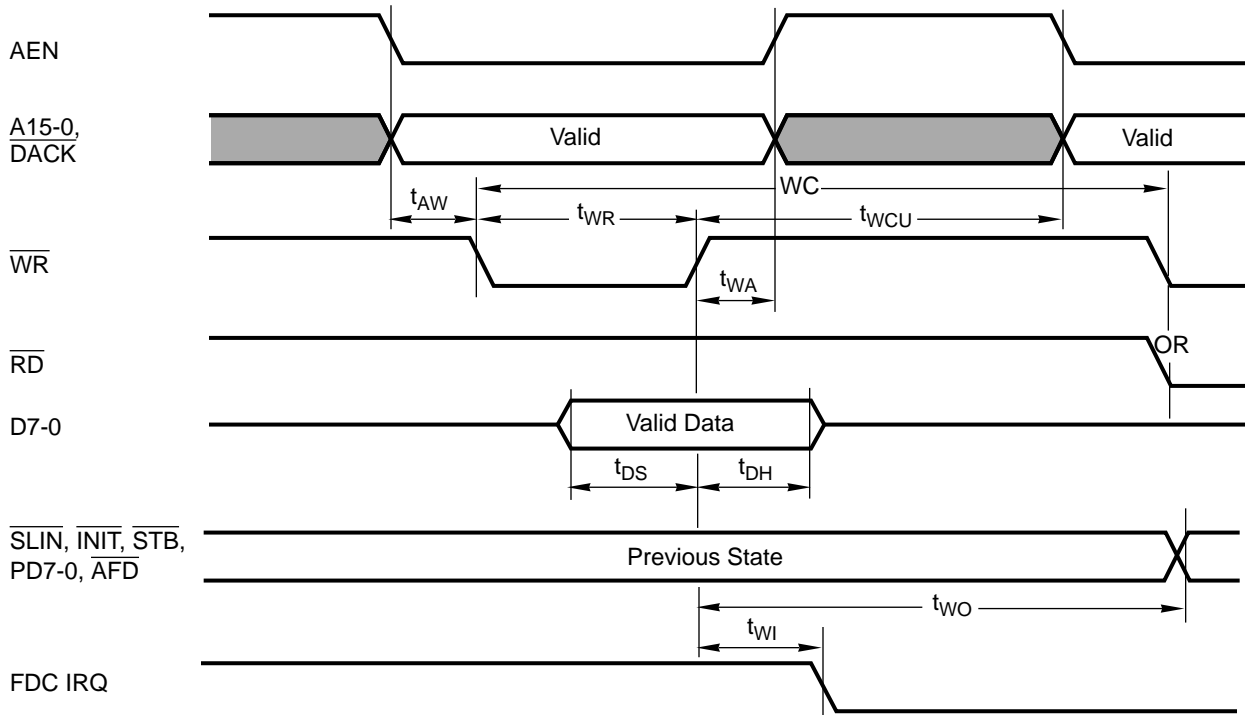 AEN
A15-0,
DACK
Valid
Valid
WC
tAW
tWR
tWCU
WR
tWA
RD
OR
D7-0
Valid Data
tDS
tDH
SLIN, INIT, STB,
PD7-0, AFD
Previous State
tWO
tWI
FDC IRQ